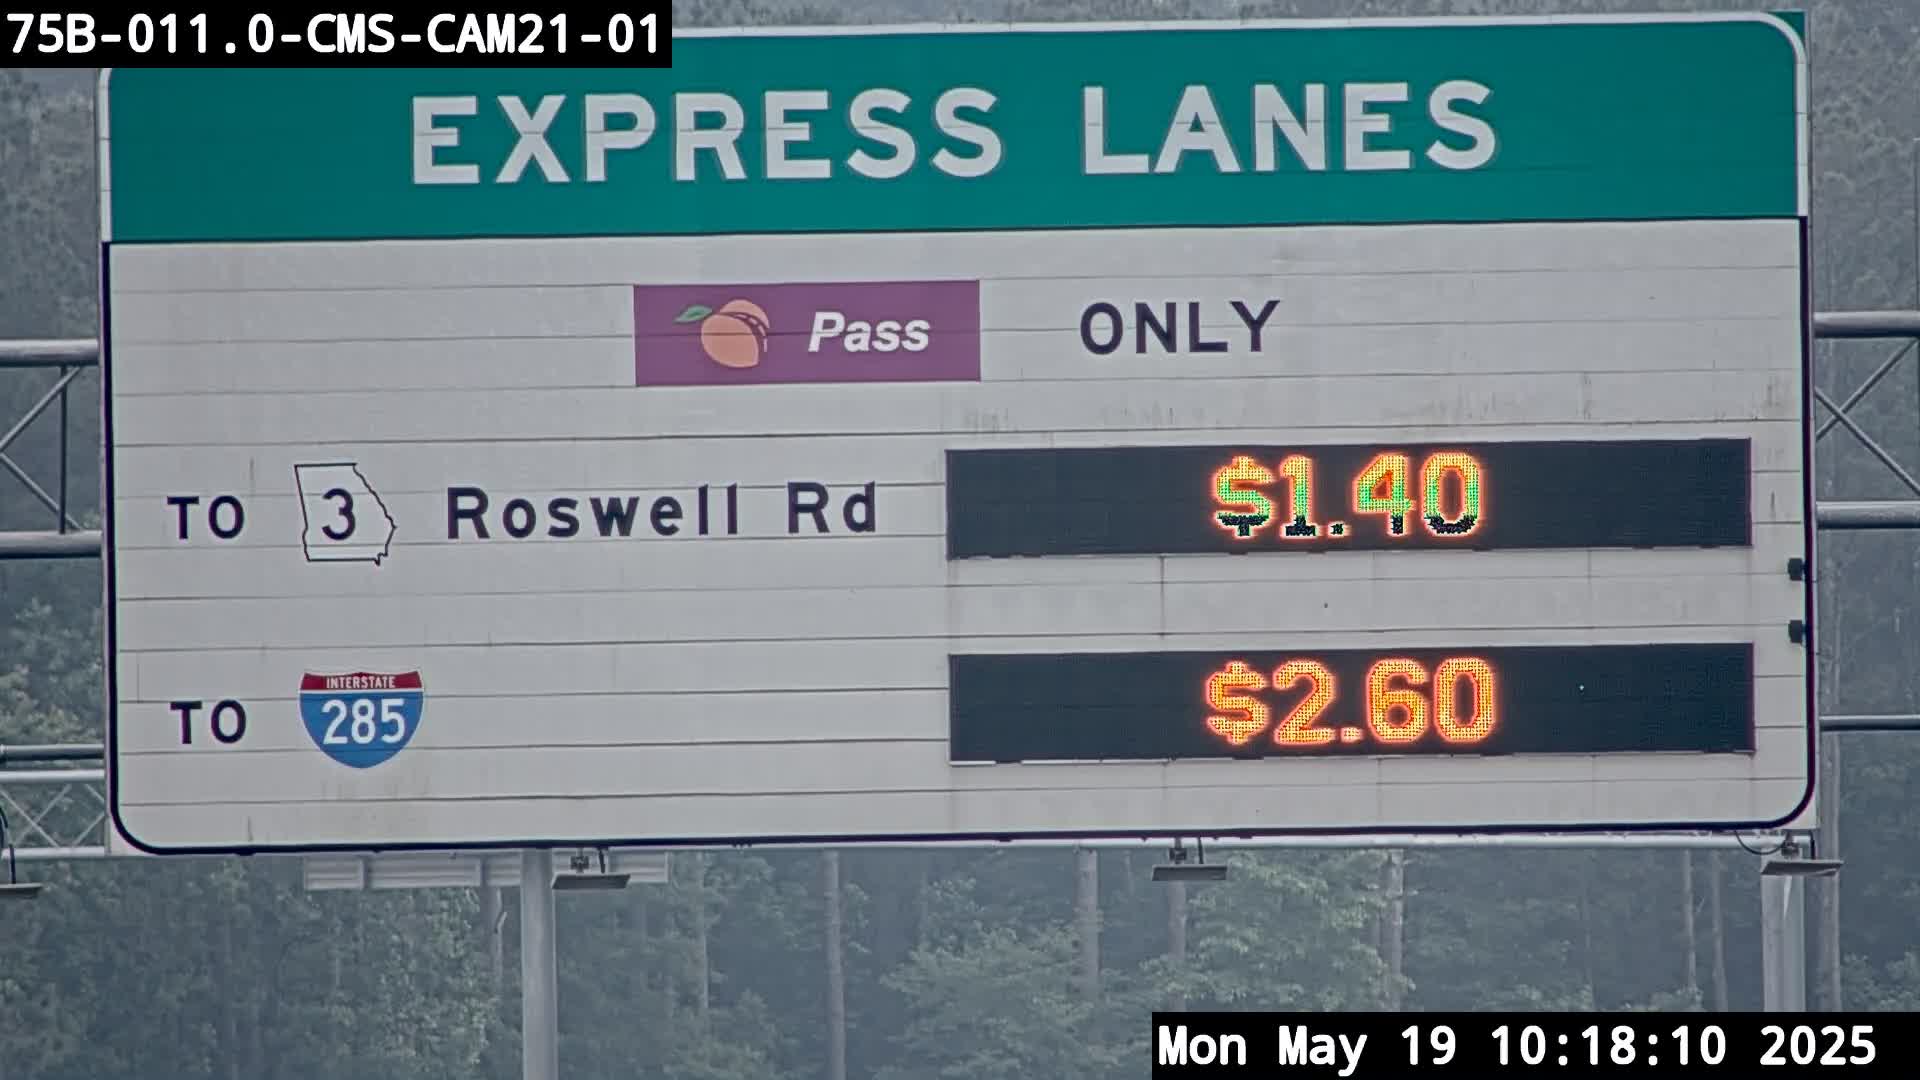 75B-011.0-CMS-CAM21-01
EXPRESS LANES
Pass ONLY
TO 3 Roswell Rd $1.40
INTERSTATE
TO 285 $2.60
Mon May 19 10:18:10 2025